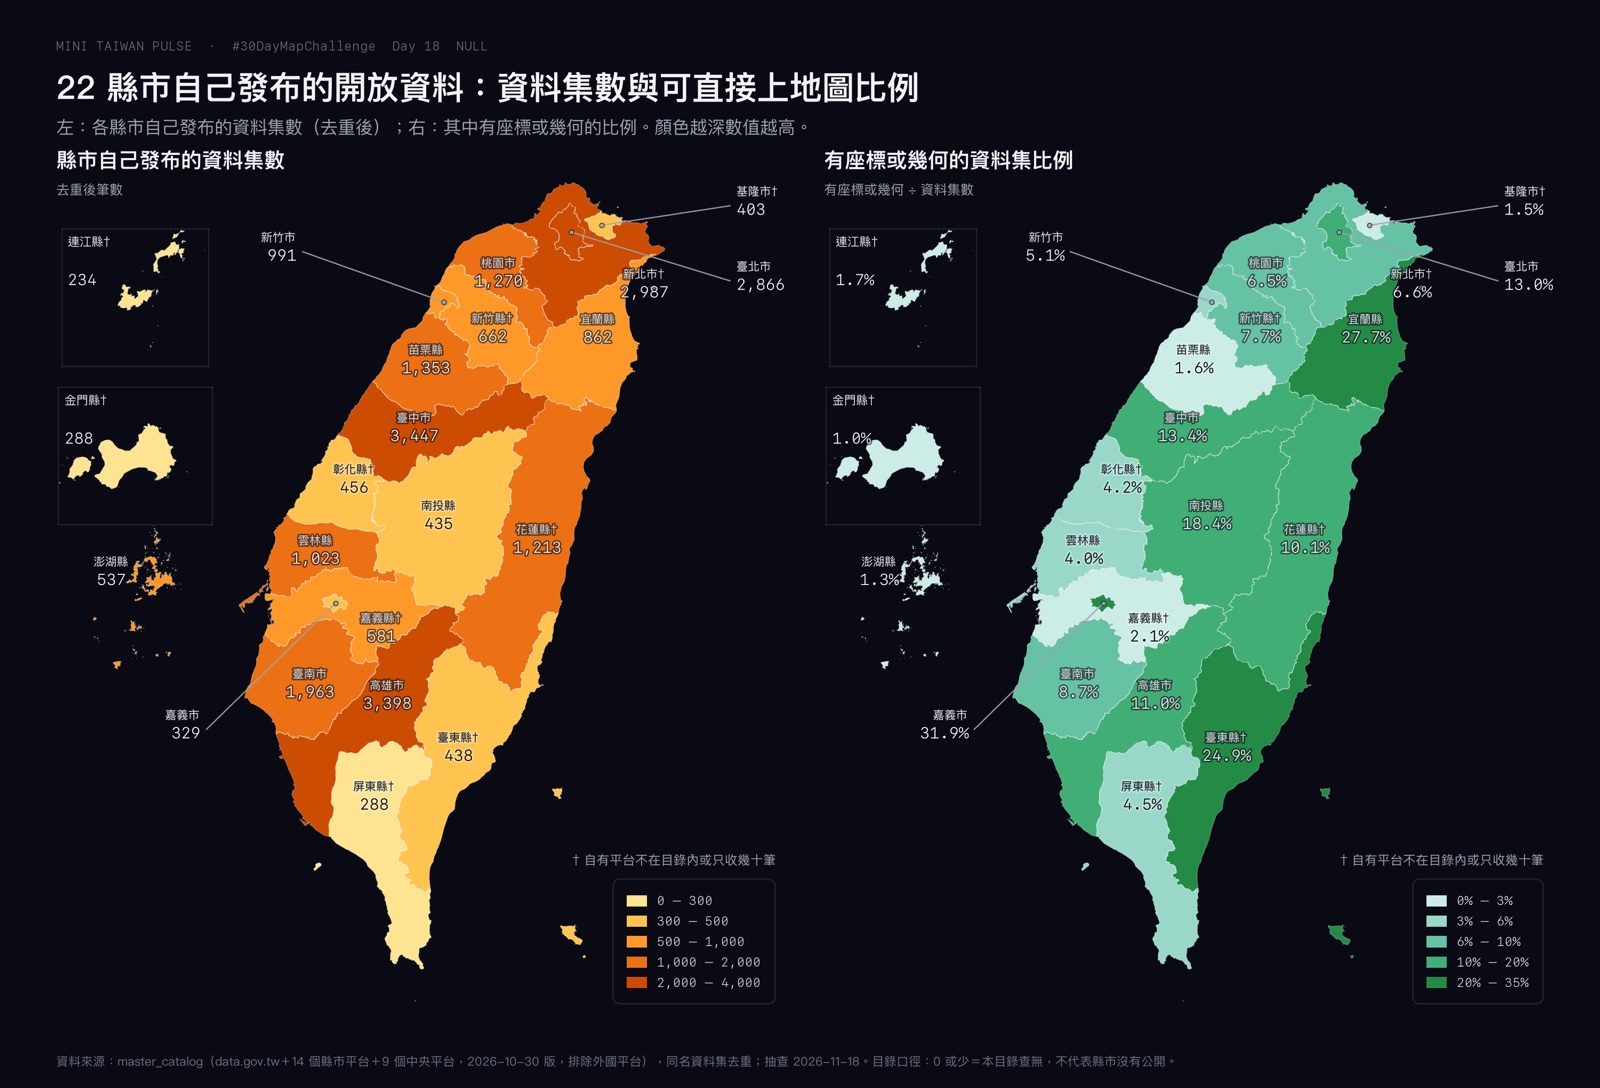 MINI TAIWAN PULSE · #30DayMapChallenge Day 18 NULL
22 縣市自己發布的開放資料：資料集數與可直接上地圖比例
左：各縣市自己發布的資料集數（去重後）；右：其中有座標或幾何的比例。顏色越深數值越高。
縣市自己發布的資料集數
去重後筆數
連江縣†
234
金門縣†
288
澎湖縣
537
新竹市
991
基隆市†
403
臺北市
2,866
新北市†
2,987
桃園市
1,270
新竹縣†
662
宜蘭縣
862
苗栗縣
1,353
臺中市
3,447
彰化縣†
456
南投縣
435
花蓮縣†
1,213
雲林縣
1,023
嘉義縣†
581
臺南市
1,963
高雄市
3,398
嘉義市
329
臺東縣†
438
屏東縣†
288
† 自有平台不在目錄內或只收幾十筆
0 – 300
300 – 500
500 – 1,000
1,000 – 2,000
2,000 – 4,000
有座標或幾何的資料集比例
有座標或幾何 ÷ 資料集數
連江縣†
1.7%
金門縣†
1.0%
澎湖縣
1.3%
新竹市
5.1%
基隆市†
1.5%
臺北市
13.0%
新北市†
6.6%
桃園市
6.5%
新竹縣†
7.7%
宜蘭縣
27.7%
苗栗縣
1.6%
臺中市
13.4%
彰化縣†
4.2%
南投縣
18.4%
花蓮縣†
10.1%
雲林縣
4.0%
嘉義縣†
2.1%
臺南市
8.7%
高雄市
11.0%
嘉義市
31.9%
臺東縣†
24.9%
屏東縣†
4.5%
† 自有平台不在目錄內或只收幾十筆
0% – 3%
3% – 6%
6% – 10%
10% – 20%
20% – 35%
資料來源：master_catalog（data.gov.tw＋14 個縣市平台＋9 個中央平台，2026-10-30 版，排除外國平台），同名資料集去重；抽查 2026-11-18。目錄口徑：0 或少＝本目錄查無，不代表縣市沒有公開。